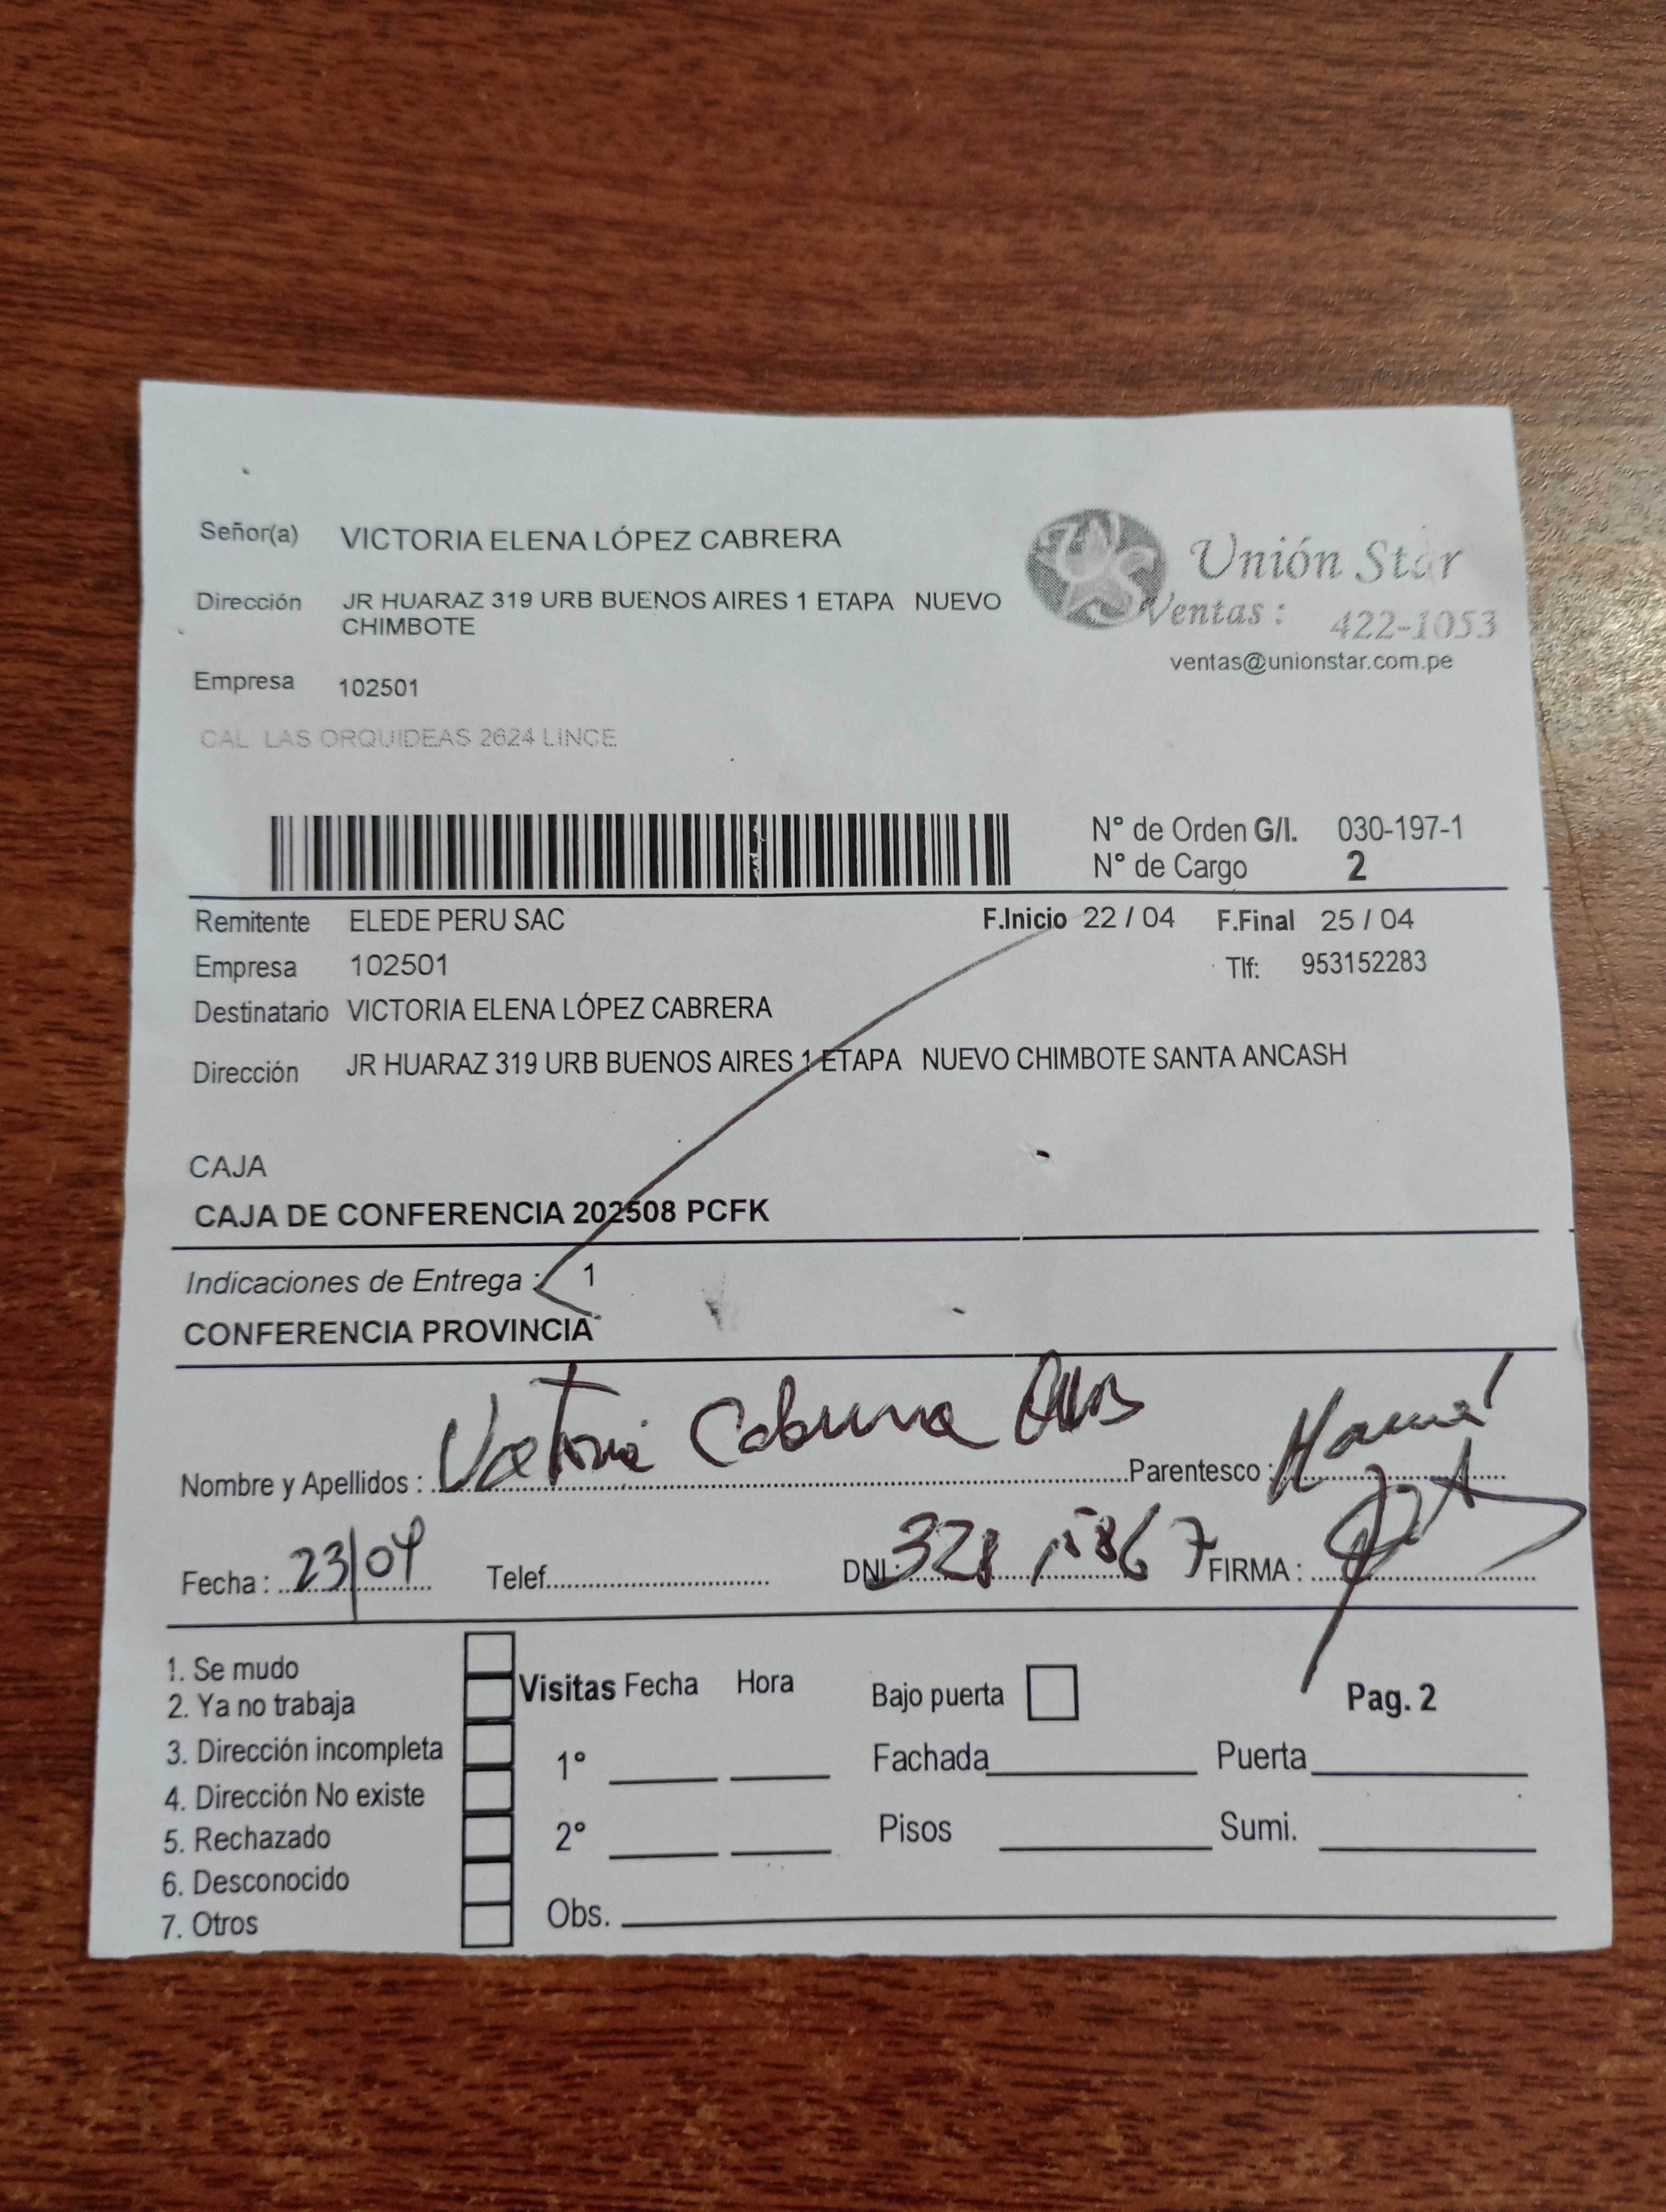 Señor(a) VICTORIA ELENA LÓPEZ CABRERA
Unión Star
Dirección JR HUARAZ 319 URB BUENOS AIRES 1 ETAPA NUEVO
CHIMBOTE
Ventas : 422-1053
ventas@unionstar.com.pe
Empresa 102501
CAL. LAS ORQUIDEAS 2624 LINCE
N° de Orden G/I. 030-197-1
N° de Cargo 2
Remitente ELEDE PERU SAC F.Inicio 22 / 04 F.Final 25 / 04
Empresa 102501 Tlf: 953152283
Destinatario VICTORIA ELENA LÓPEZ CABRERA
Dirección JR HUARAZ 319 URB BUENOS AIRES 1 ETAPA NUEVO CHIMBOTE SANTA ANCASH
CAJA
CAJA DE CONFERENCIA 202508 PCFK
Indicaciones de Entrega : 1
CONFERENCIA PROVINCIA
Nombre y Apellidos : Victoria Cabrera Parentesco : Mamá
Fecha : 23/04 Telef. DNI: FIRMA :
1. Se mudo
2. Ya no trabaja
3. Dirección incompleta
4. Dirección No existe
5. Rechazado
6. Desconocido
7. Otros
Visitas Fecha Hora
1°
2°
Obs.
Bajo puerta Pag. 2
Fachada Puerta
Pisos Sumi.